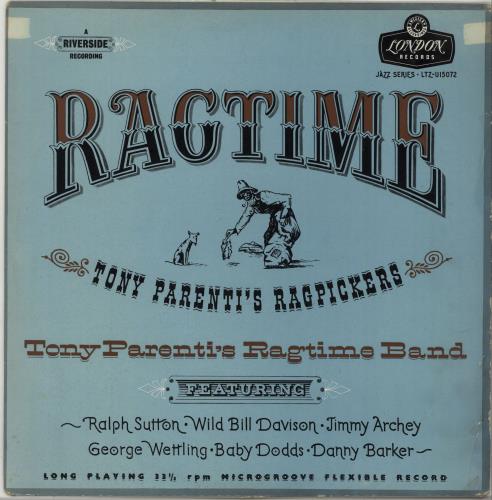 A
RIVERSIDE
RECORDING
LONDON
RECORDS
JAZZ SERIES · LTZ-U15072
RAGTIME
TONY PARENTI'S RAGPICKERS
Tony Parenti's Ragtime Band
FEATURING
~Ralph Sutton · Wild Bill Davison · Jimmy Archey
George Wettling · Baby Dodds · Danny Barker~
LONG PLAYING 33⅓ rpm MICROGROOVE FLEXIBLE RECORD